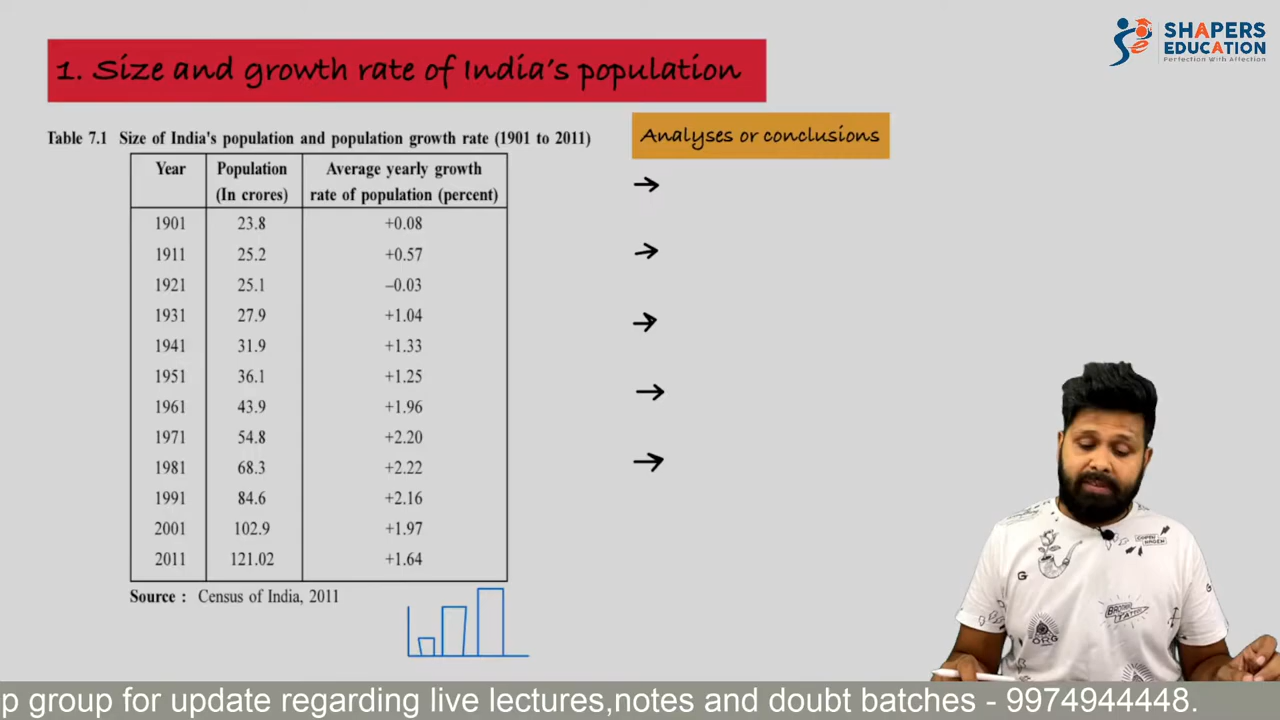 SHAPERS
EDUCATION
Perfection With Affection
1. Size and growth rate of India's population
Table 7.1 Size of India's population and population growth rate (1901 to 2011)
Analyses or conclusions
Year Population Average yearly growth
(In crores) rate of population (percent)
1901 23.8 +0.08
1911 25.2 +0.57
1921 25.1 –0.03
1931 27.9 +1.04
1941 31.9 +1.33
1951 36.1 +1.25
1961 43.9 +1.96
1971 54.8 +2.20
1981 68.3 +2.22
1991 84.6 +2.16
2001 102.9 +1.97
2011 121.02 +1.64
Source : Census of India, 2011
G
G
ORG
p group for update regarding live lectures,notes and doubt batches - 9974944448.